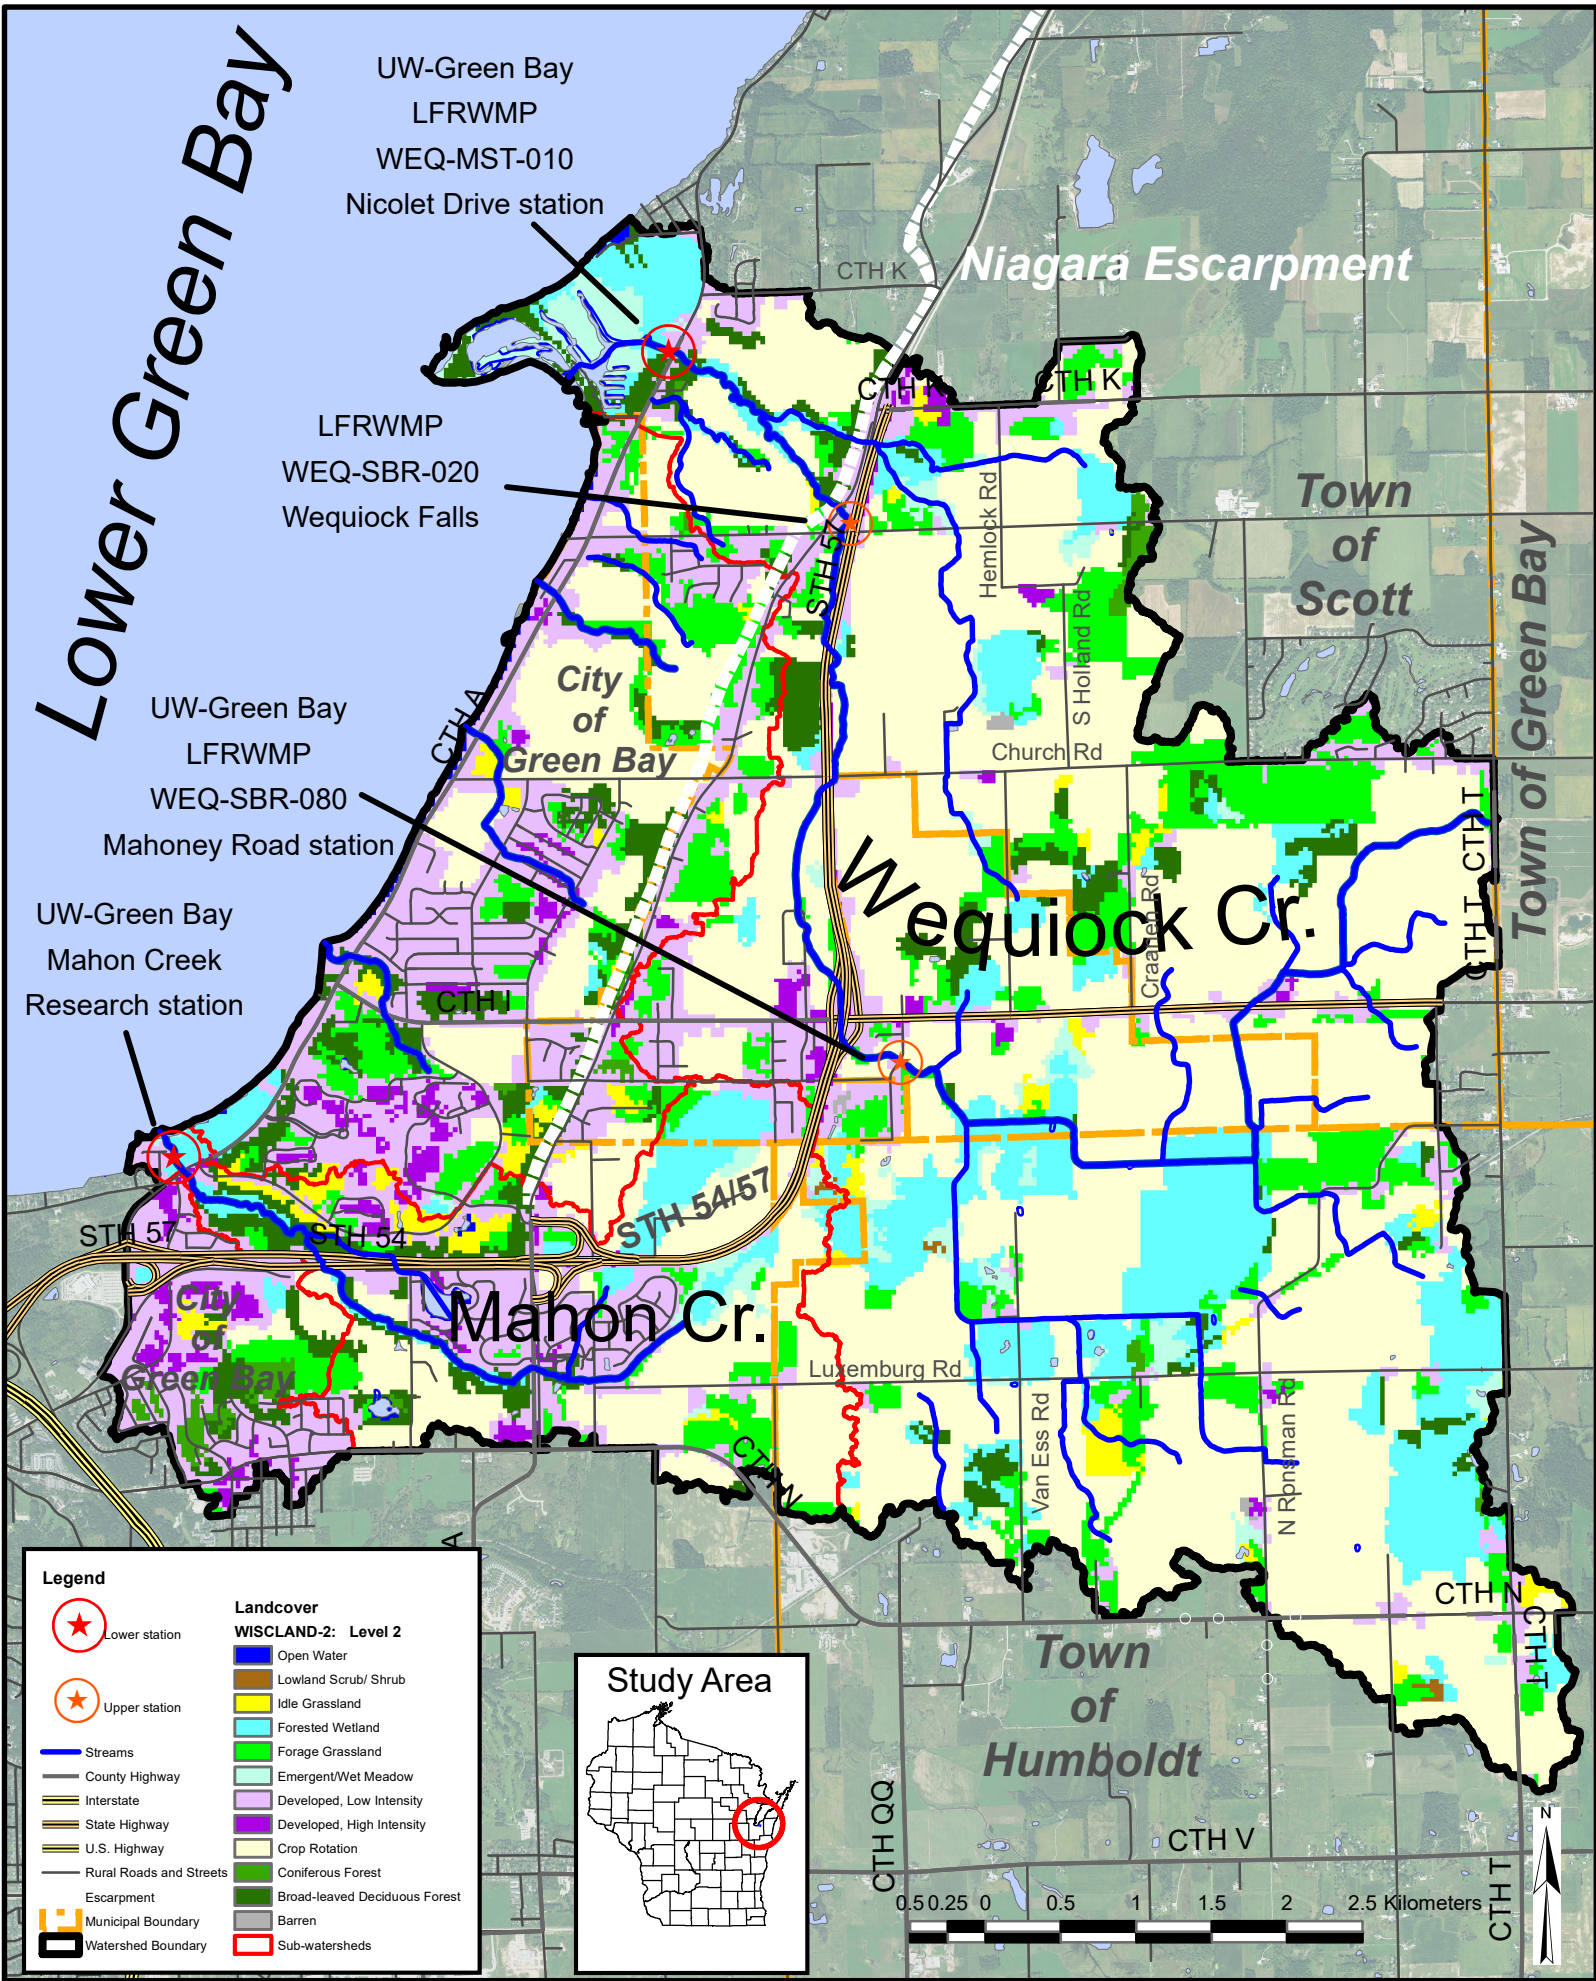 Lower Green Bay
UW-Green Bay
LFRWMP
WEQ-MST-010
Nicolet Drive station
LFRWMP
WEQ-SBR-020
Wequiock Falls
UW-Green Bay
LFRWMP
WEQ-SBR-080
Mahoney Road station
UW-Green Bay
Mahon Creek
Research station
CTH K
Niagara Escarpment
CTH K
CTH K
Town
of
Scott
Town of Green Bay
Hemlock Rd
S Holland Rd
STH 57
City
of
Green Bay
CTH A
Church Rd
CTH T
CTH T
CTH T
Wequiock Cr.
Craanen Rd
CTH I
STH 54/57
STH 57
STH 54
City
of
Green Bay
Mahon Cr.
Luxemburg Rd
Van Ess Rd
N Ronsman Rd
CTH N
A
CTH N
CTH T
Town
of
Humboldt
CTH QQ
CTH V
CTH T
Legend
Lower station
Upper station
Streams
County Highway
Interstate
State Highway
U.S. Highway
Rural Roads and Streets
Escarpment
Municipal Boundary
Watershed Boundary
Landcover
WISCLAND-2: Level 2
Open Water
Lowland Scrub/ Shrub
Idle Grassland
Forested Wetland
Forage Grassland
Emergent/Wet Meadow
Developed, Low Intensity
Developed, High Intensity
Crop Rotation
Coniferous Forest
Broad-leaved Deciduous Forest
Barren
Sub-watersheds
Study Area
0.5 0.25 0 0.5 1 1.5 2 2.5 Kilometers
N